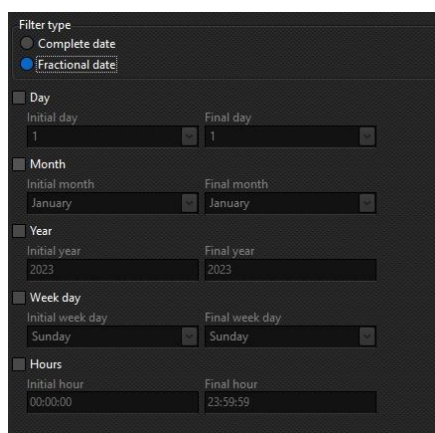 Filter type
Complete date
Fractional date
Day
Initial day Final day
1 1
Month
Initial month Final month
January January
Year
Initial year Final year
2023 2023
Week day
Initial week day Final week day
Sunday Sunday
Hours
Initial hour Final hour
00:00:00 23:59:59